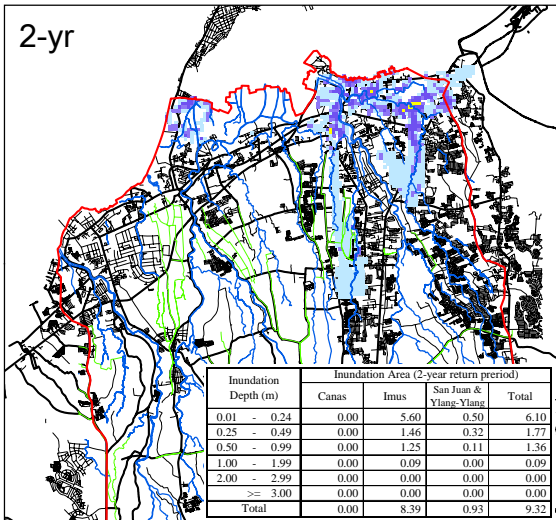 2-yr
Inundation Depth (m) Inundation Area (2-year return preriod)
Canas Imus San Juan & Ylang-Ylang Total
0.01 - 0.24 0.00 5.60 0.50 6.10
0.25 - 0.49 0.00 1.46 0.32 1.77
0.50 - 0.99 0.00 1.25 0.11 1.36
1.00 - 1.99 0.00 0.09 0.00 0.09
2.00 - 2.99 0.00 0.00 0.00 0.00
>= 3.00 0.00 0.00 0.00 0.00
Total 0.00 8.39 0.93 9.32